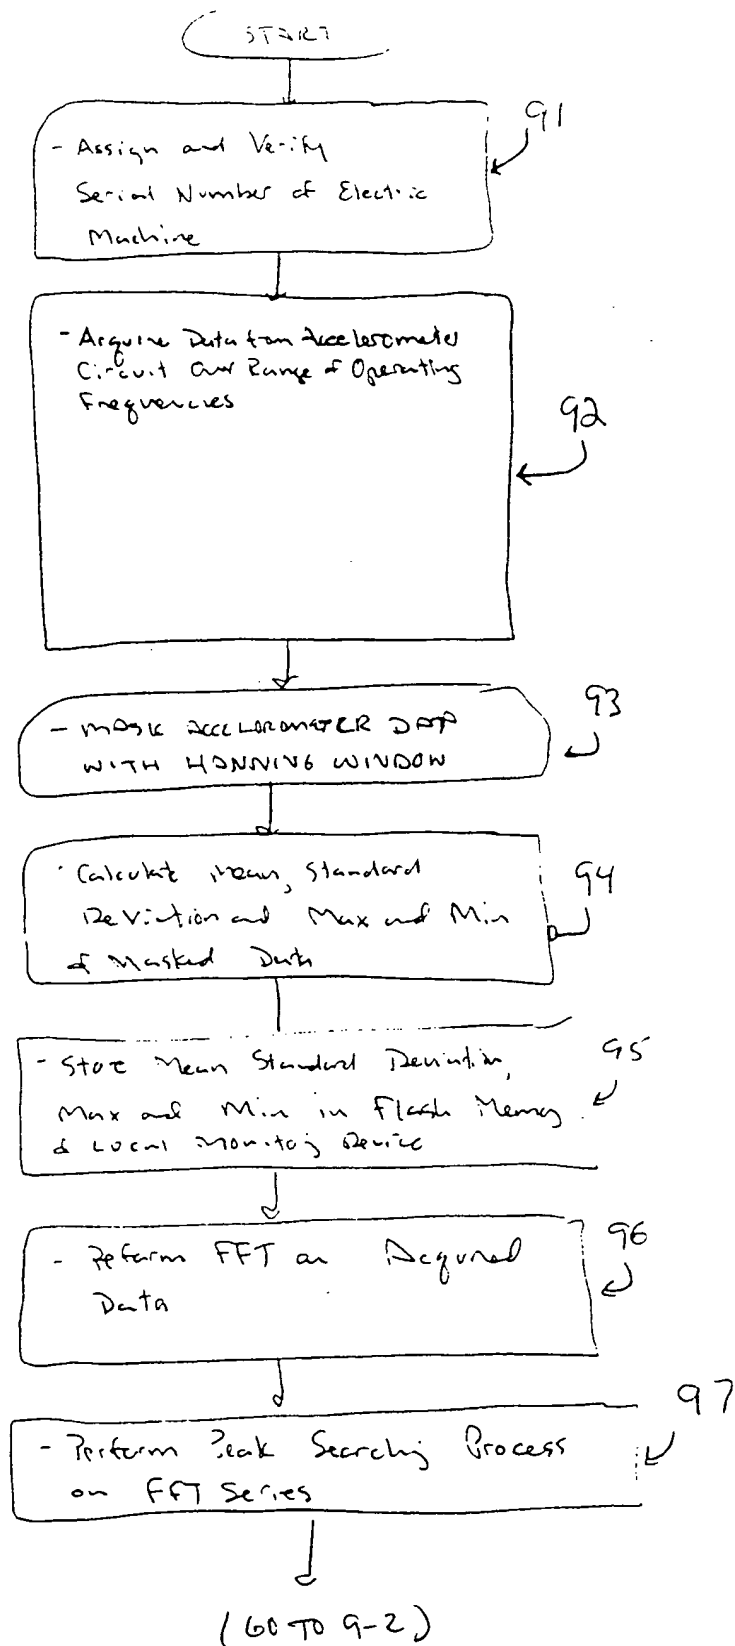 START
91
- Assign and Verify
Serial Number of Electric
Machine
- Acquire Data from Accelerometer
Circuit Over Range of Operating
Frequencies
92
93
- MASK ACCELEROMETER DATA
WITH HANNING WINDOW
- Calculate Mean, Standard
Deviation and Max and Min
of Masked Data
94
- Store Mean Standard Deviation,
Max and Min in Flash Memory
of Local Monitoring Device
95
- Perform FFT on Acquired
Data
96
97
- Perform Peak Searching Process
on FFT Series
(GO TO 9-2)